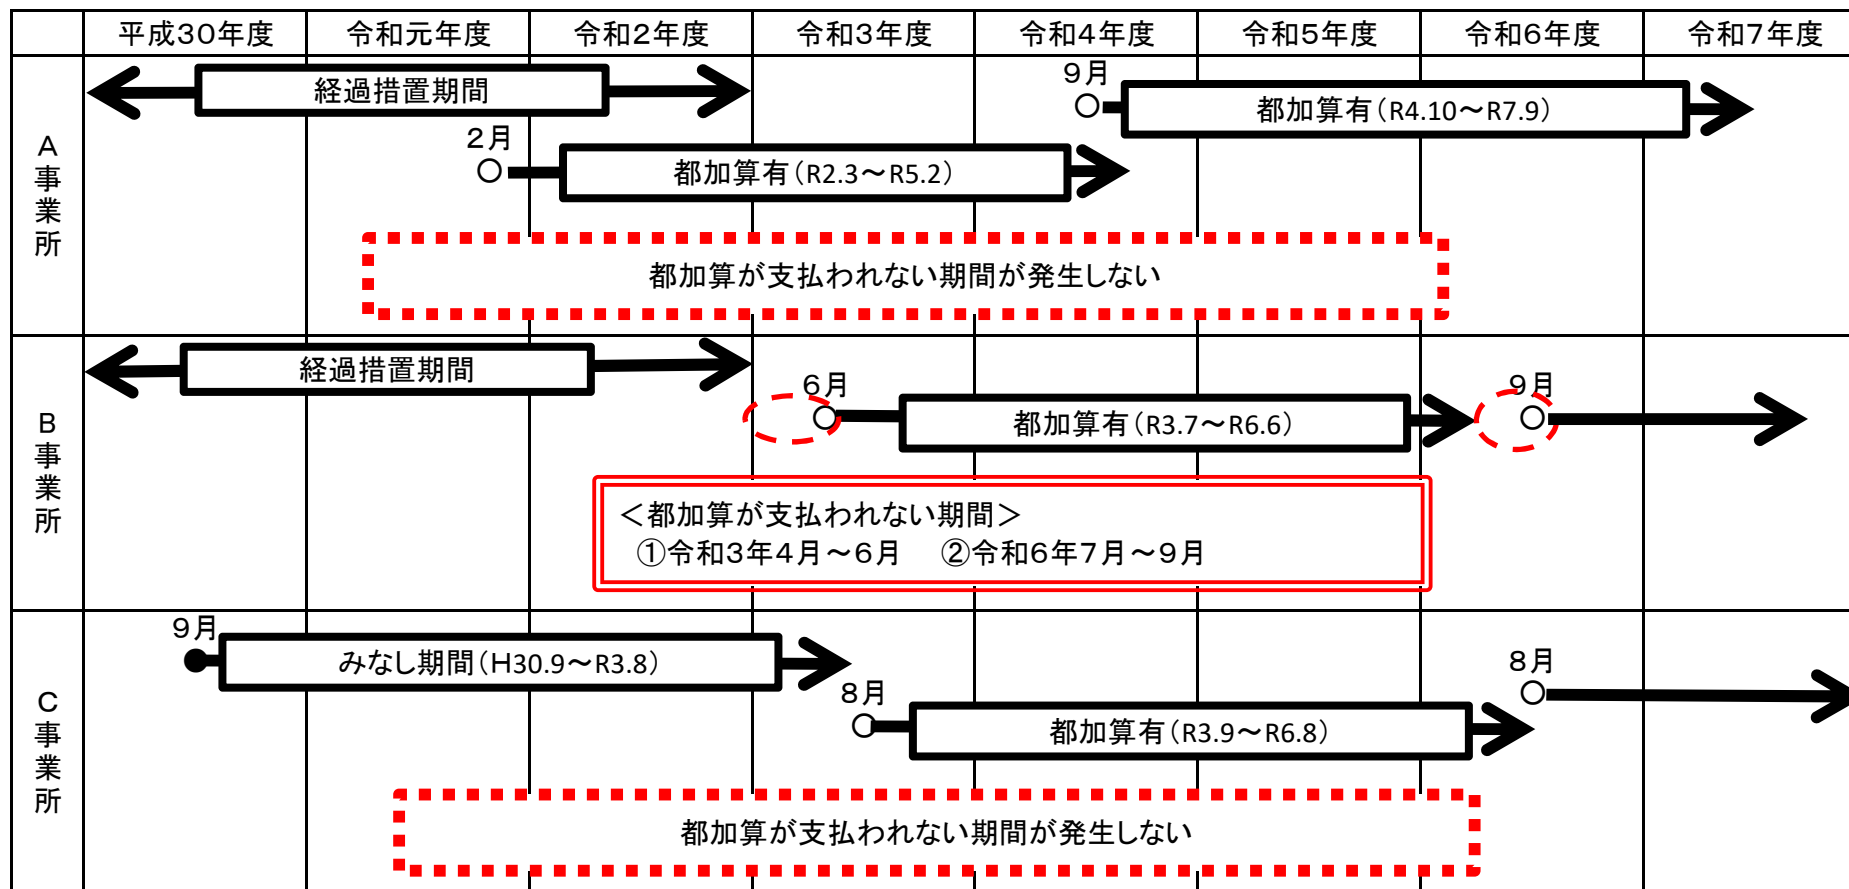 平成30年度 令和元年度 令和2年度 令和3年度 令和4年度 令和5年度 令和6年度 令和7年度
A事業所
経過措置期間
9月
都加算有(R4.10～R7.9)
2月
都加算有(R2.3～R5.2)
都加算が支払われない期間が発生しない
B事業所
経過措置期間
6月
都加算有(R3.7～R6.6)
9月
＜都加算が支払われない期間＞
①令和3年4月～6月 ②令和6年7月～9月
C事業所
9月
みなし期間(H30.9～R3.8)
8月
都加算有(R3.9～R6.8)
8月
都加算が支払われない期間が発生しない